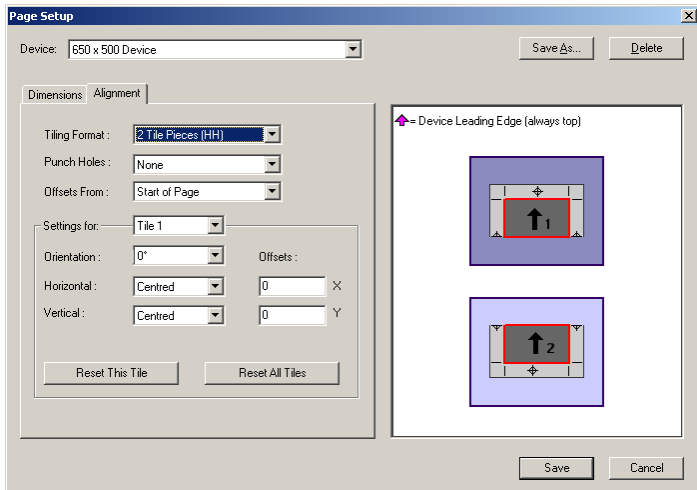 Page Setup
Device: 650 x 500 Device Save As... Delete
Dimensions Alignment
= Device Leading Edge (always top)
Tiling Format : 2 Tile Pieces (HH)
Punch Holes : None
Offsets From : Start of Page
Settings for: Tile 1
Orientation : 0° Offsets :
Horizontal : Centred 0 X
Vertical : Centred 0 Y
Reset This Tile Reset All Tiles
1
2
Save Cancel